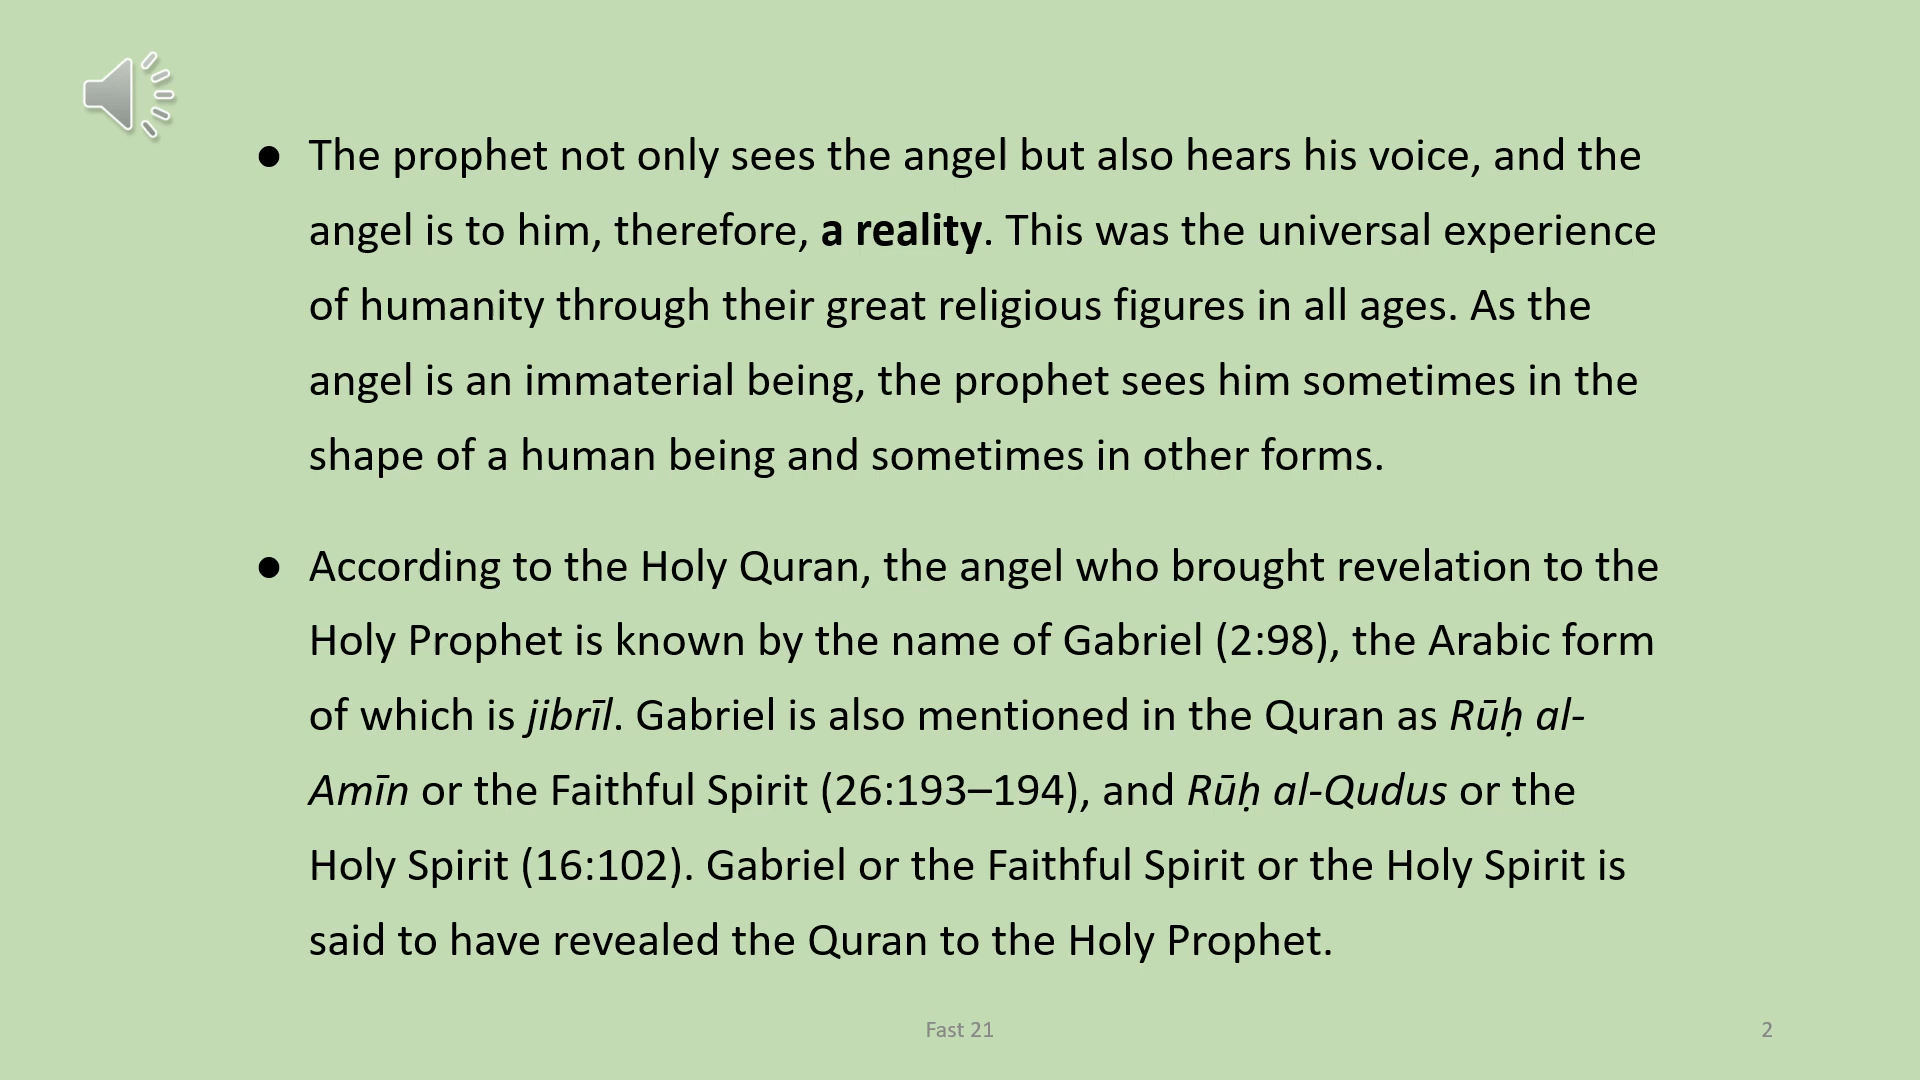 ● The prophet not only sees the angel but also hears his voice, and the
angel is to him, therefore, a reality. This was the universal experience
of humanity through their great religious figures in all ages. As the
angel is an immaterial being, the prophet sees him sometimes in the
shape of a human being and sometimes in other forms.
● According to the Holy Quran, the angel who brought revelation to the
Holy Prophet is known by the name of Gabriel (2:98), the Arabic form
of which is jibrīl. Gabriel is also mentioned in the Quran as Rūḥ al-
Amīn or the Faithful Spirit (26:193–194), and Rūḥ al-Qudus or the
Holy Spirit (16:102). Gabriel or the Faithful Spirit or the Holy Spirit is
said to have revealed the Quran to the Holy Prophet.
Fast 21
2